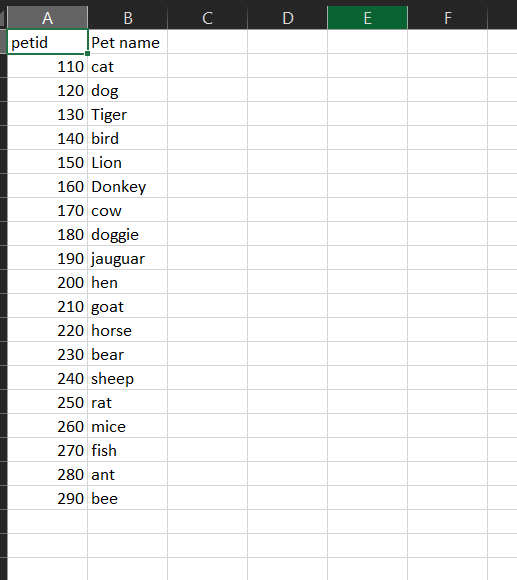 A B C D E F
petid Pet name
110 cat
120 dog
130 Tiger
140 bird
150 Lion
160 Donkey
170 cow
180 doggie
190 jauguar
200 hen
210 goat
220 horse
230 bear
240 sheep
250 rat
260 mice
270 fish
280 ant
290 bee